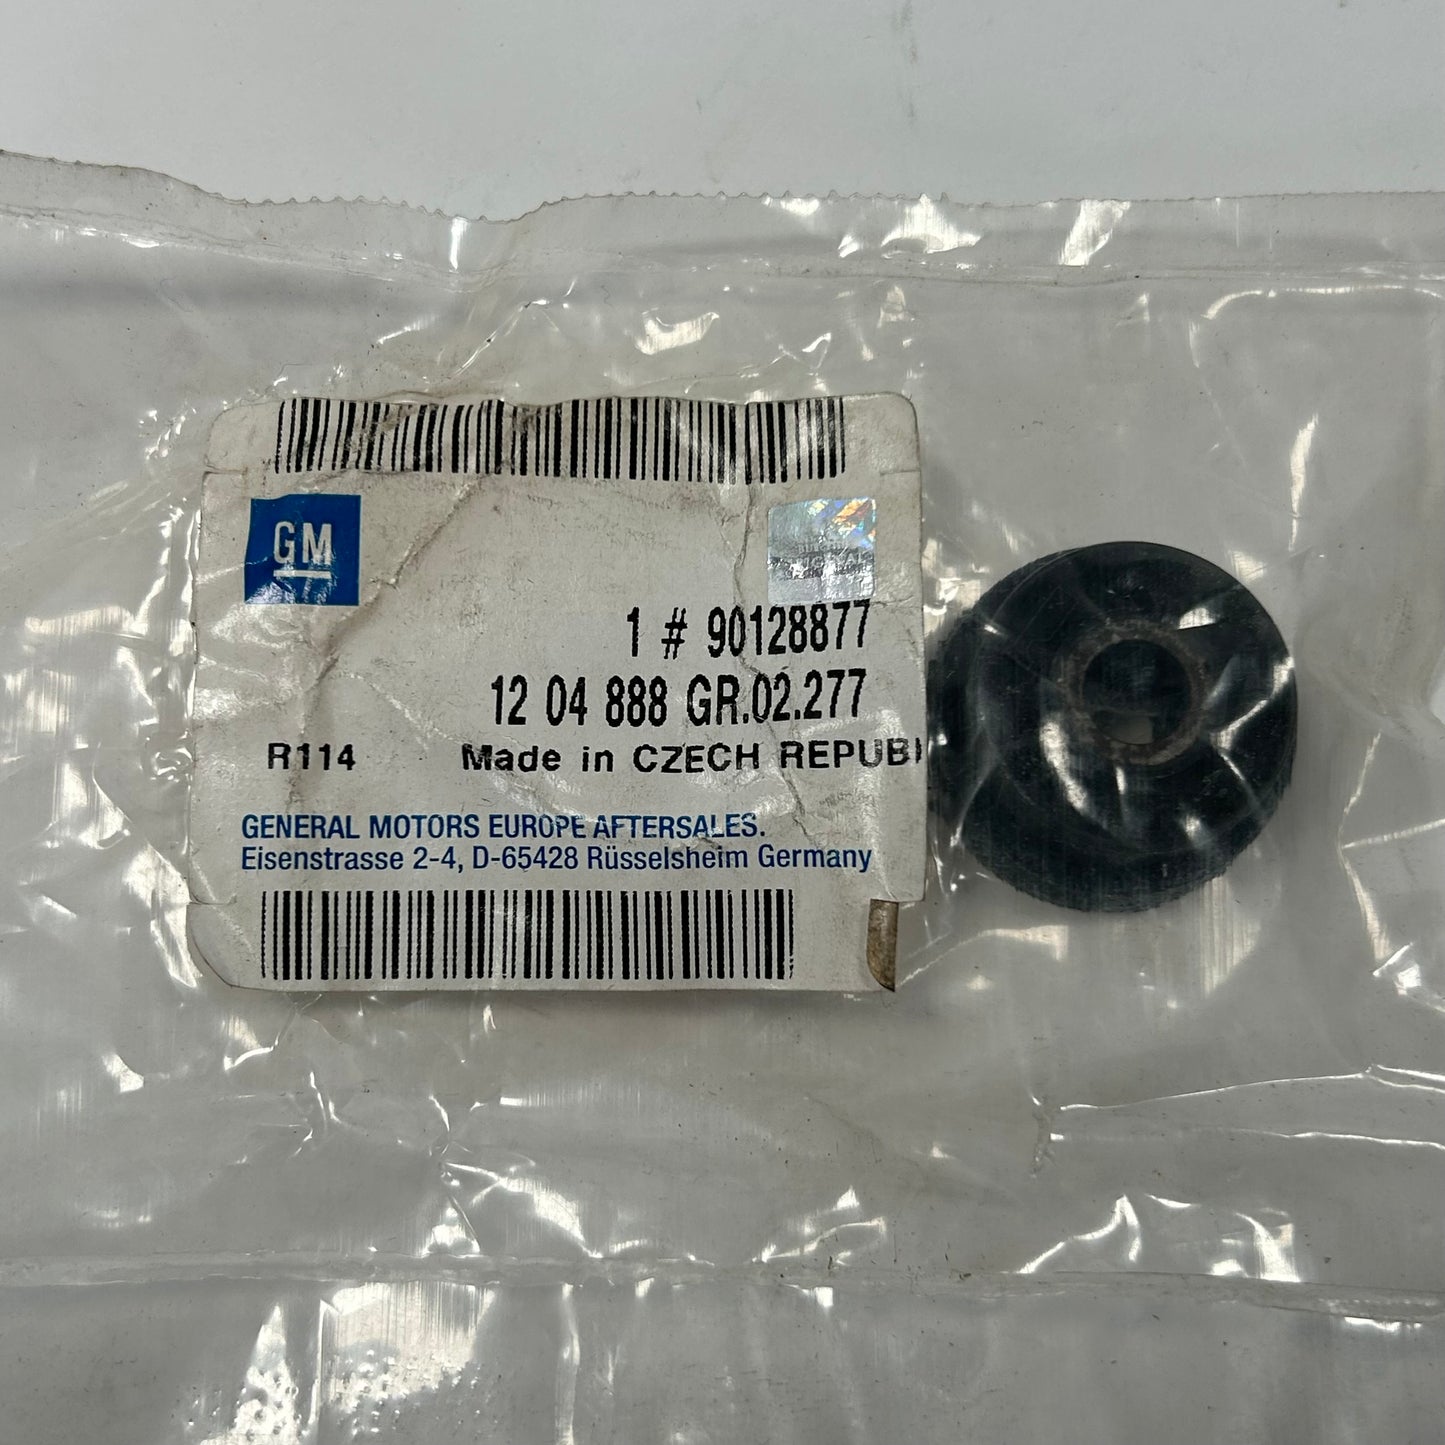 GM
1 # 90128877
12 04 888 GR.02.277
R114 Made in CZECH REPUBI
GENERAL MOTORS EUROPE AFTERSALES.
Eisenstrasse 2-4, D-65428 Rüsselsheim Germany